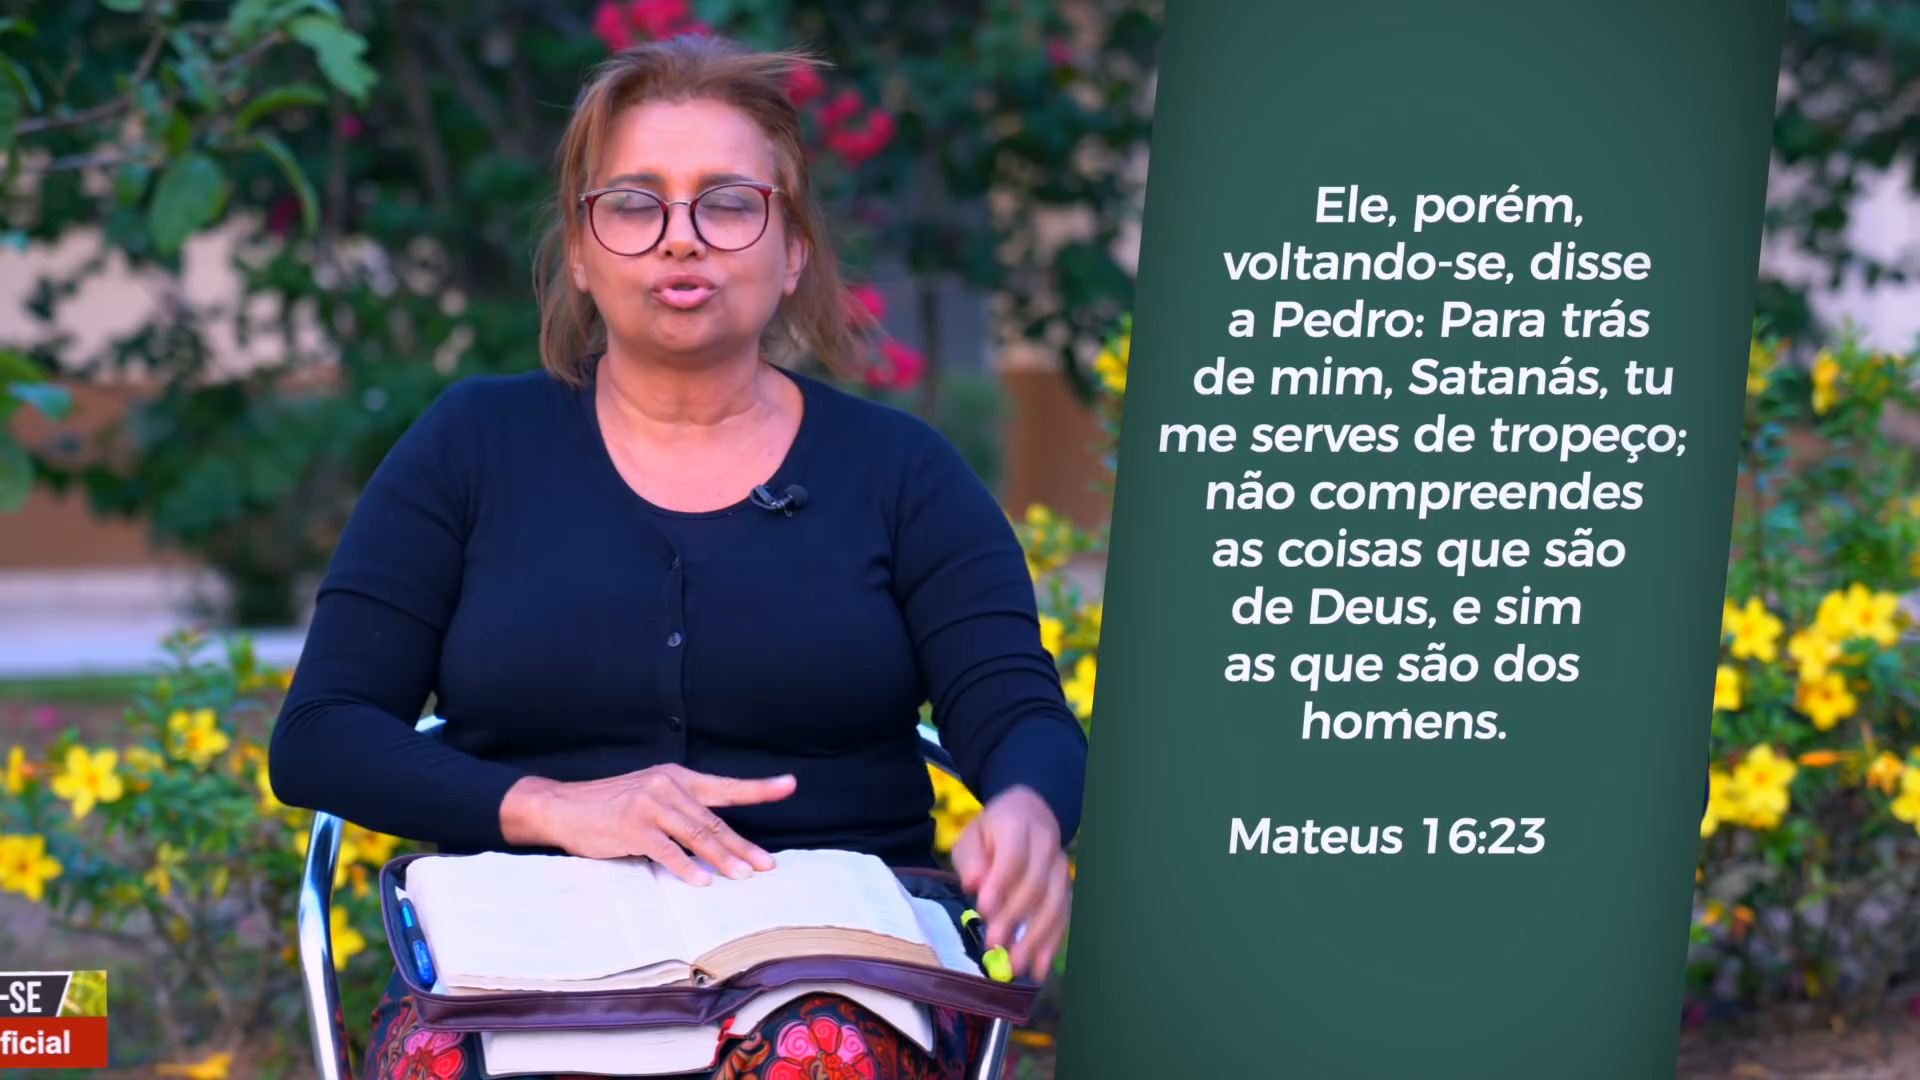 Ele, porém,
voltando-se, disse
a Pedro: Para trás
de mim, Satanás, tu
me serves de tropeço;
não compreendes
as coisas que são
de Deus, e sim
as que são dos
homens.
Mateus 16:23
-SE
ficial